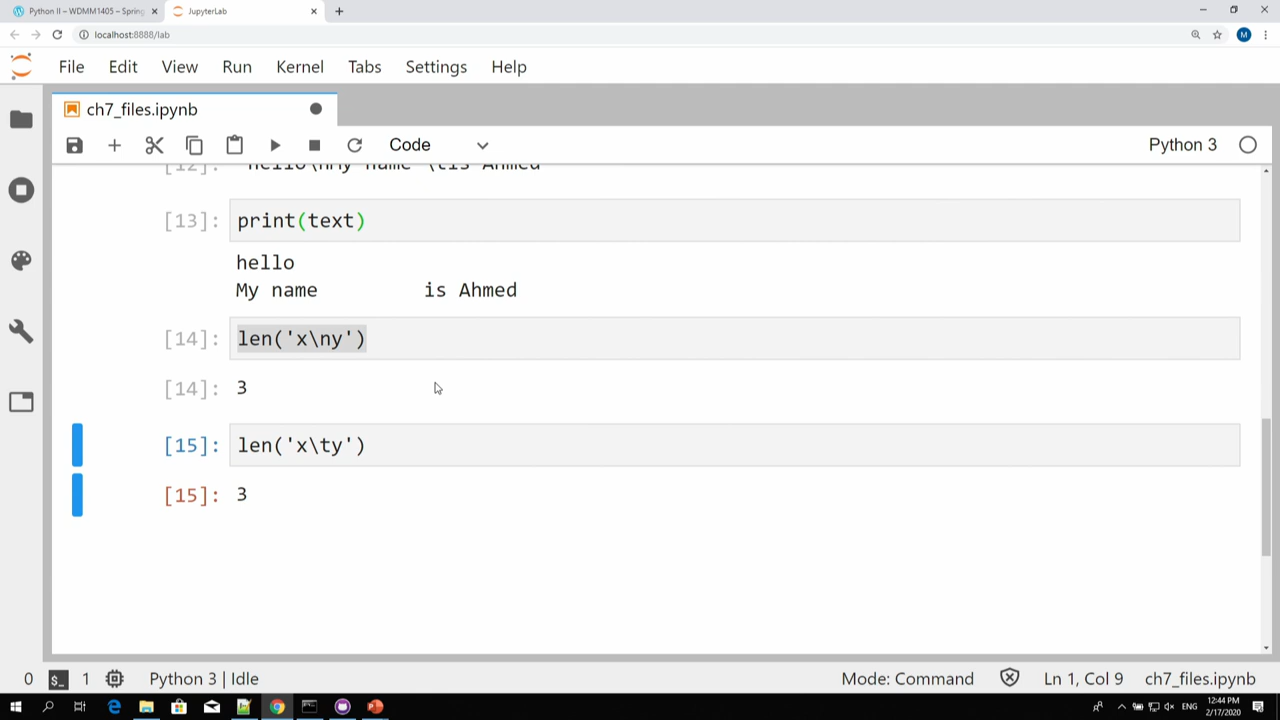 Python II – WDMM1405 – Spring
JupyterLab
localhost:8888/lab
M
File Edit View Run Kernel Tabs Settings Help
ch7_files.ipynb
Code
Python 3
[12]: hello\nMy name \tis Ahmed
[13]: print(text)
hello
My name is Ahmed
[14]: len('x\ny')
[14]: 3
[15]: len('x\ty')
[15]: 3
0 $_ 1 Python 3 | Idle Mode: Command Ln 1, Col 9 ch7_files.ipynb
ENG 12:44 PM
2/17/2020